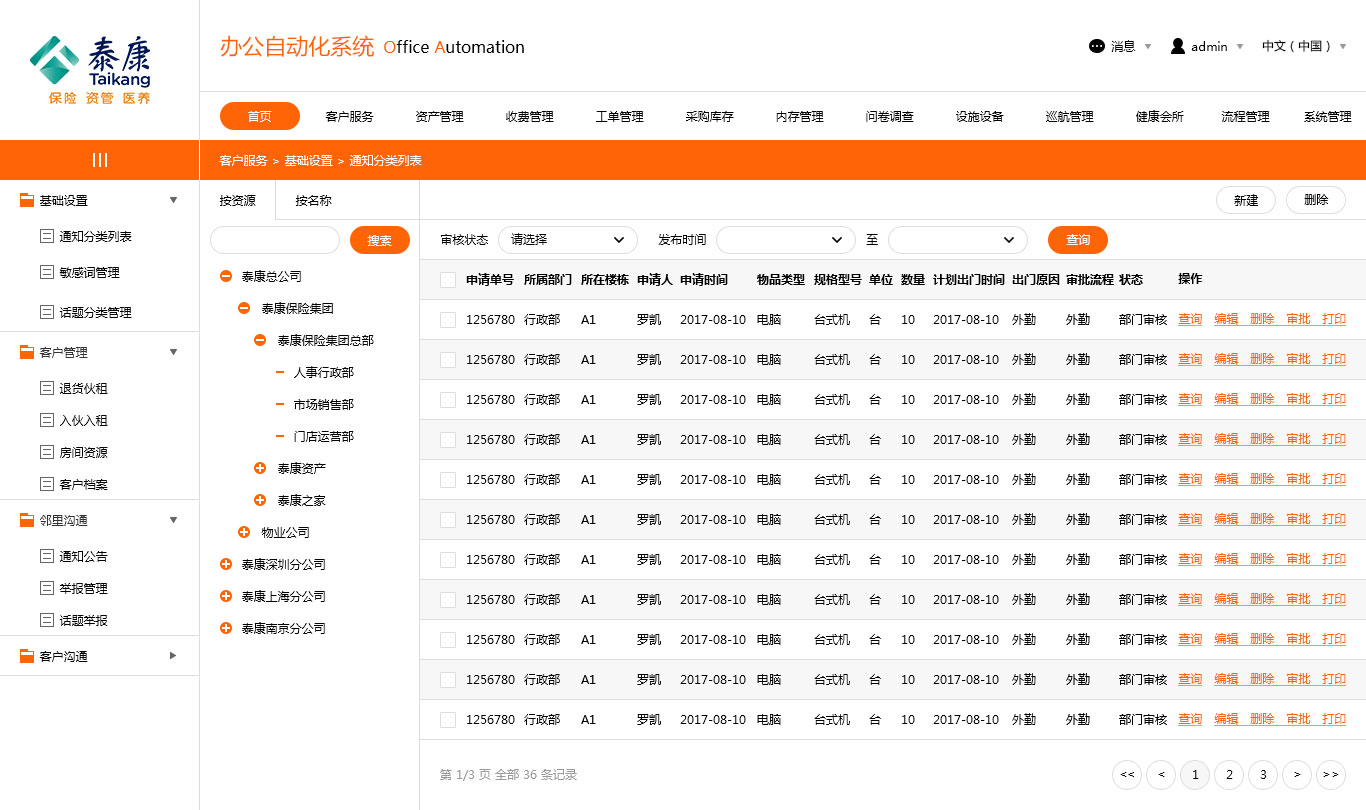 泰康
Taikang
保险 资管 医养
办公自动化系统 Office Automation
消息 admin 中文 ( 中国 )
首页 客户服务 资产管理 收费管理 工单管理 采购库存 内存管理 问卷调查 设施设备 巡航管理 健康会所 流程管理 系统管理
客户服务 > 基础设置 > 通知分类列表
基础设置
通知分类列表
敏感词管理
话题分类管理
客户管理
退货伙租
入伙入租
房间资源
客户档案
邻里沟通
通知公告
举报管理
话题举报
客户沟通
按资源 按名称
搜索
泰康总公司
泰康保险集团
泰康保险集团总部
人事行政部
市场销售部
门店运营部
泰康资产
泰康之家
物业公司
泰康深圳分公司
泰康上海分公司
泰康南京分公司
新建 删除
审核状态 请选择 发布时间 至 查询
申请单号 所属部门 所在楼栋 申请人 申请时间 物品类型 规格型号 单位 数量 计划出门时间 出门原因 审批流程 状态 操作
1256780 行政部 A1 罗凯 2017-08-10 电脑 台式机 台 10 2017-08-10 外勤 外勤 部门审核 查询 编辑 删除 审批 打印
1256780 行政部 A1 罗凯 2017-08-10 电脑 台式机 台 10 2017-08-10 外勤 外勤 部门审核 查询 编辑 删除 审批 打印
1256780 行政部 A1 罗凯 2017-08-10 电脑 台式机 台 10 2017-08-10 外勤 外勤 部门审核 查询 编辑 删除 审批 打印
1256780 行政部 A1 罗凯 2017-08-10 电脑 台式机 台 10 2017-08-10 外勤 外勤 部门审核 查询 编辑 删除 审批 打印
1256780 行政部 A1 罗凯 2017-08-10 电脑 台式机 台 10 2017-08-10 外勤 外勤 部门审核 查询 编辑 删除 审批 打印
1256780 行政部 A1 罗凯 2017-08-10 电脑 台式机 台 10 2017-08-10 外勤 外勤 部门审核 查询 编辑 删除 审批 打印
1256780 行政部 A1 罗凯 2017-08-10 电脑 台式机 台 10 2017-08-10 外勤 外勤 部门审核 查询 编辑 删除 审批 打印
1256780 行政部 A1 罗凯 2017-08-10 电脑 台式机 台 10 2017-08-10 外勤 外勤 部门审核 查询 编辑 删除 审批 打印
1256780 行政部 A1 罗凯 2017-08-10 电脑 台式机 台 10 2017-08-10 外勤 外勤 部门审核 查询 编辑 删除 审批 打印
1256780 行政部 A1 罗凯 2017-08-10 电脑 台式机 台 10 2017-08-10 外勤 外勤 部门审核 查询 编辑 删除 审批 打印
1256780 行政部 A1 罗凯 2017-08-10 电脑 台式机 台 10 2017-08-10 外勤 外勤 部门审核 查询 编辑 删除 审批 打印
第 1/3 页 全部 36 条记录
<< < 1 2 3 > >>